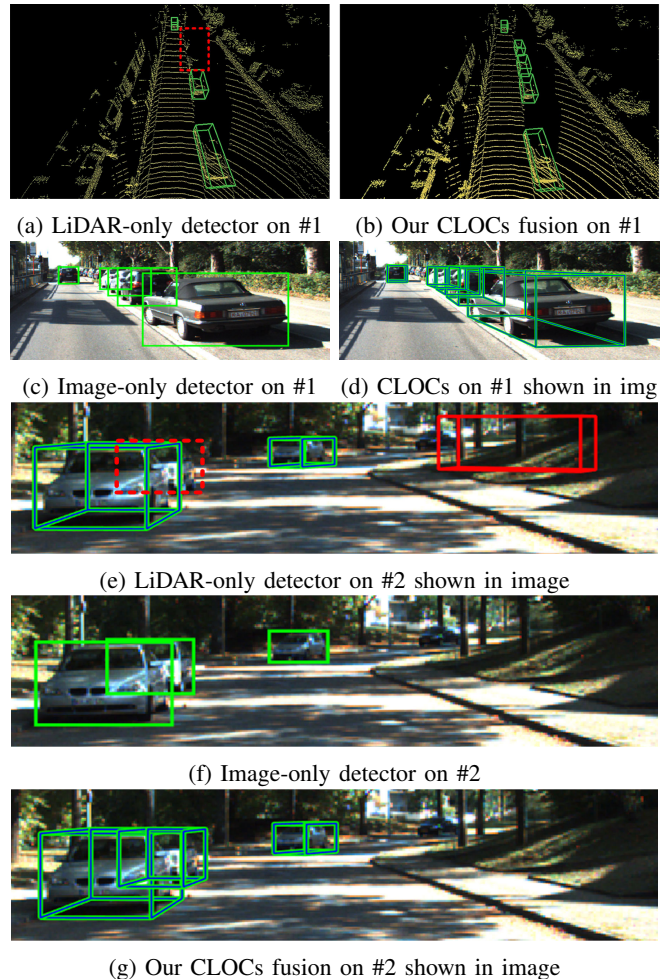 (a) LiDAR-only detector on #1
(b) Our CLOCs fusion on #1
(c) Image-only detector on #1
(d) CLOCs on #1 shown in img
(e) LiDAR-only detector on #2 shown in image
(f) Image-only detector on #2
(g) Our CLOCs fusion on #2 shown in image